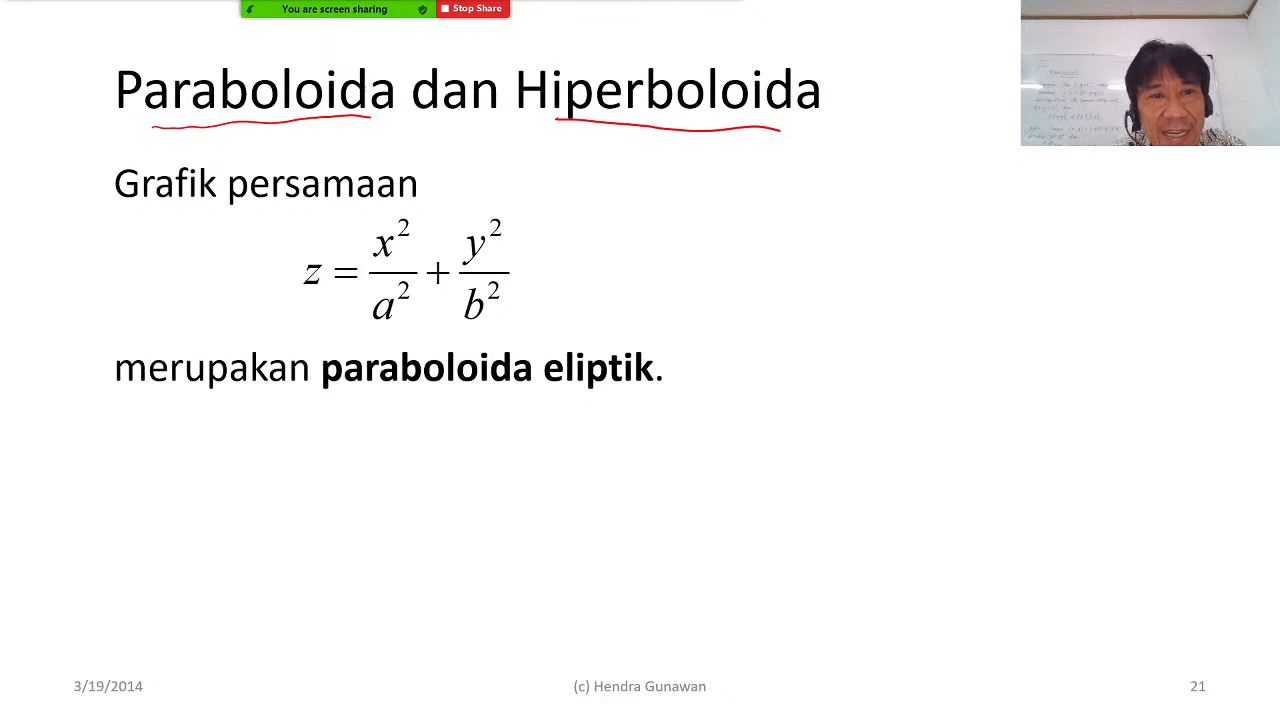 You are screen sharing Stop Share
Paraboloida dan Hiperboloida
Grafik persamaan
z = x²/a² + y²/b²
merupakan paraboloida eliptik.
3/19/2014 (c) Hendra Gunawan 21